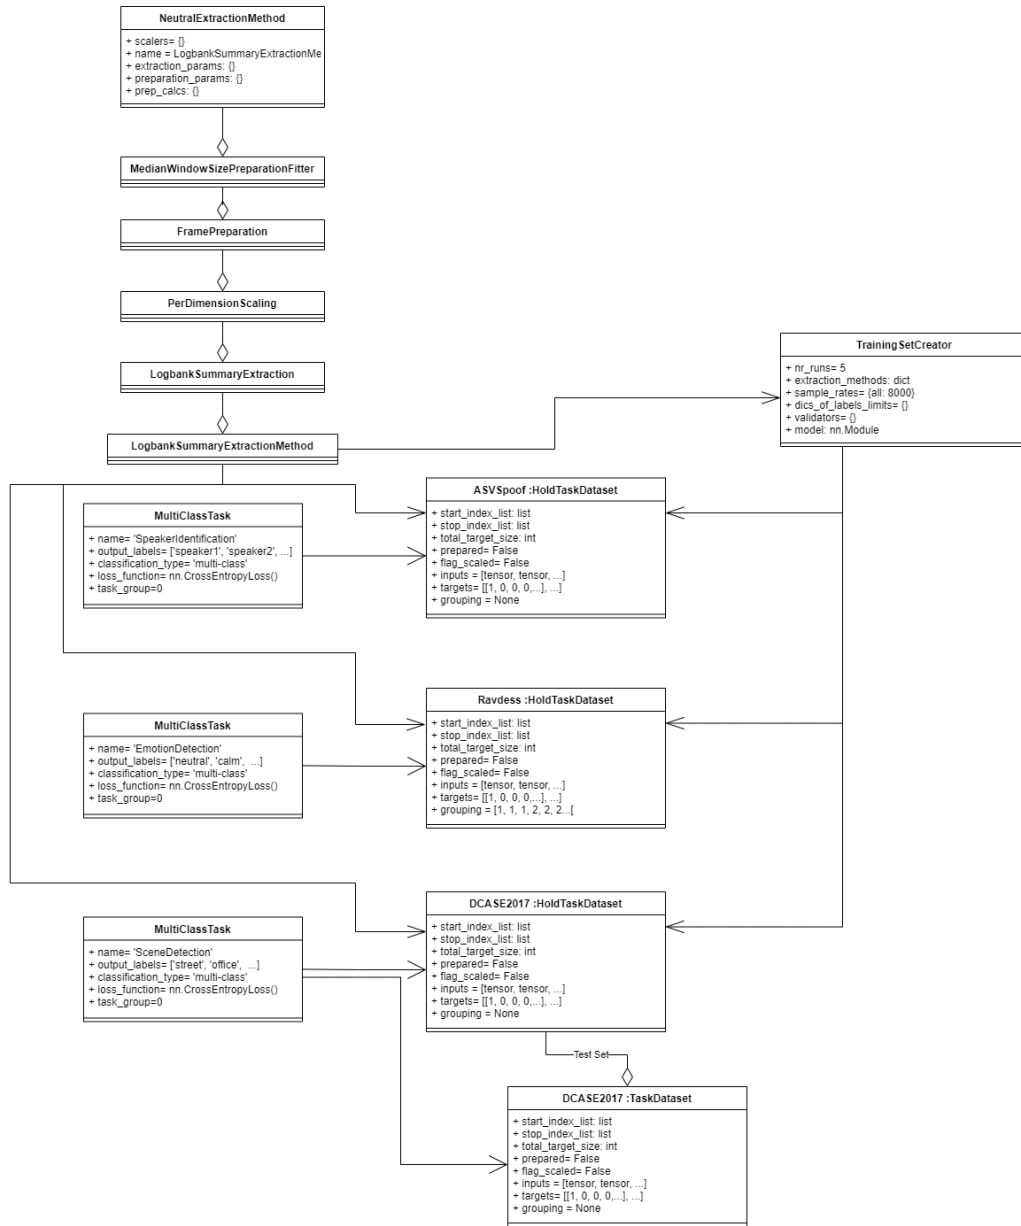 NeutralExtractionMethod
+ scalers= {}
+ name = LogbankSummaryExtractionMe
+ extraction_params: {}
+ preparation_params: {}
+ prep_calcs: {}
MedianWindowSizePreparationFitter
FramePreparation
PerDimensionScaling
LogbankSummaryExtraction
LogbankSummaryExtractionMethod
TrainingSetCreator
+ nr_runs= 5
+ extraction_methods: dict
+ sample_rates= {all: 8000}
+ dics_of_labels_limits= {}
+ validators= {}
+ model: nn.Module
MultiClassTask
+ name= 'SpeakerIdentification'
+ output_labels= ['speaker1', 'speaker2', ...]
+ classification_type= 'multi-class'
+ loss_function= nn.CrossEntropyLoss()
+ task_group=0
ASVSpoof :HoldTaskDataset
+ start_index_list: list
+ stop_index_list: list
+ total_target_size: int
+ prepared= False
+ flag_scaled= False
+ inputs = [tensor, tensor, ...]
+ targets= [[1, 0, 0, 0,...], ...]
+ grouping = None
MultiClassTask
+ name= 'EmotionDetection'
+ output_labels= ['neutral', 'calm', ...]
+ classification_type= 'multi-class'
+ loss_function= nn.CrossEntropyLoss()
+ task_group=0
Ravdess :HoldTaskDataset
+ start_index_list: list
+ stop_index_list: list
+ total_target_size: int
+ prepared= False
+ flag_scaled= False
+ inputs = [tensor, tensor, ...]
+ targets= [[1, 0, 0, 0,...], ...]
+ grouping = [1, 1, 1, 2, 2, 2...[
MultiClassTask
+ name= 'SceneDetection'
+ output_labels= ['street', 'office', ...]
+ classification_type= 'multi-class'
+ loss_function= nn.CrossEntropyLoss()
+ task_group=0
DCASE2017 :HoldTaskDataset
+ start_index_list: list
+ stop_index_list: list
+ total_target_size: int
+ prepared= False
+ flag_scaled= False
+ inputs = [tensor, tensor, ...]
+ targets= [[1, 0, 0, 0,...], ...]
+ grouping = None
Test Set
DCASE2017 :TaskDataset
+ start_index_list: list
+ stop_index_list: list
+ total_target_size: int
+ prepared= False
+ flag_scaled= False
+ inputs = [tensor, tensor, ...]
+ targets= [[1, 0, 0, 0,...], ...]
+ grouping = None